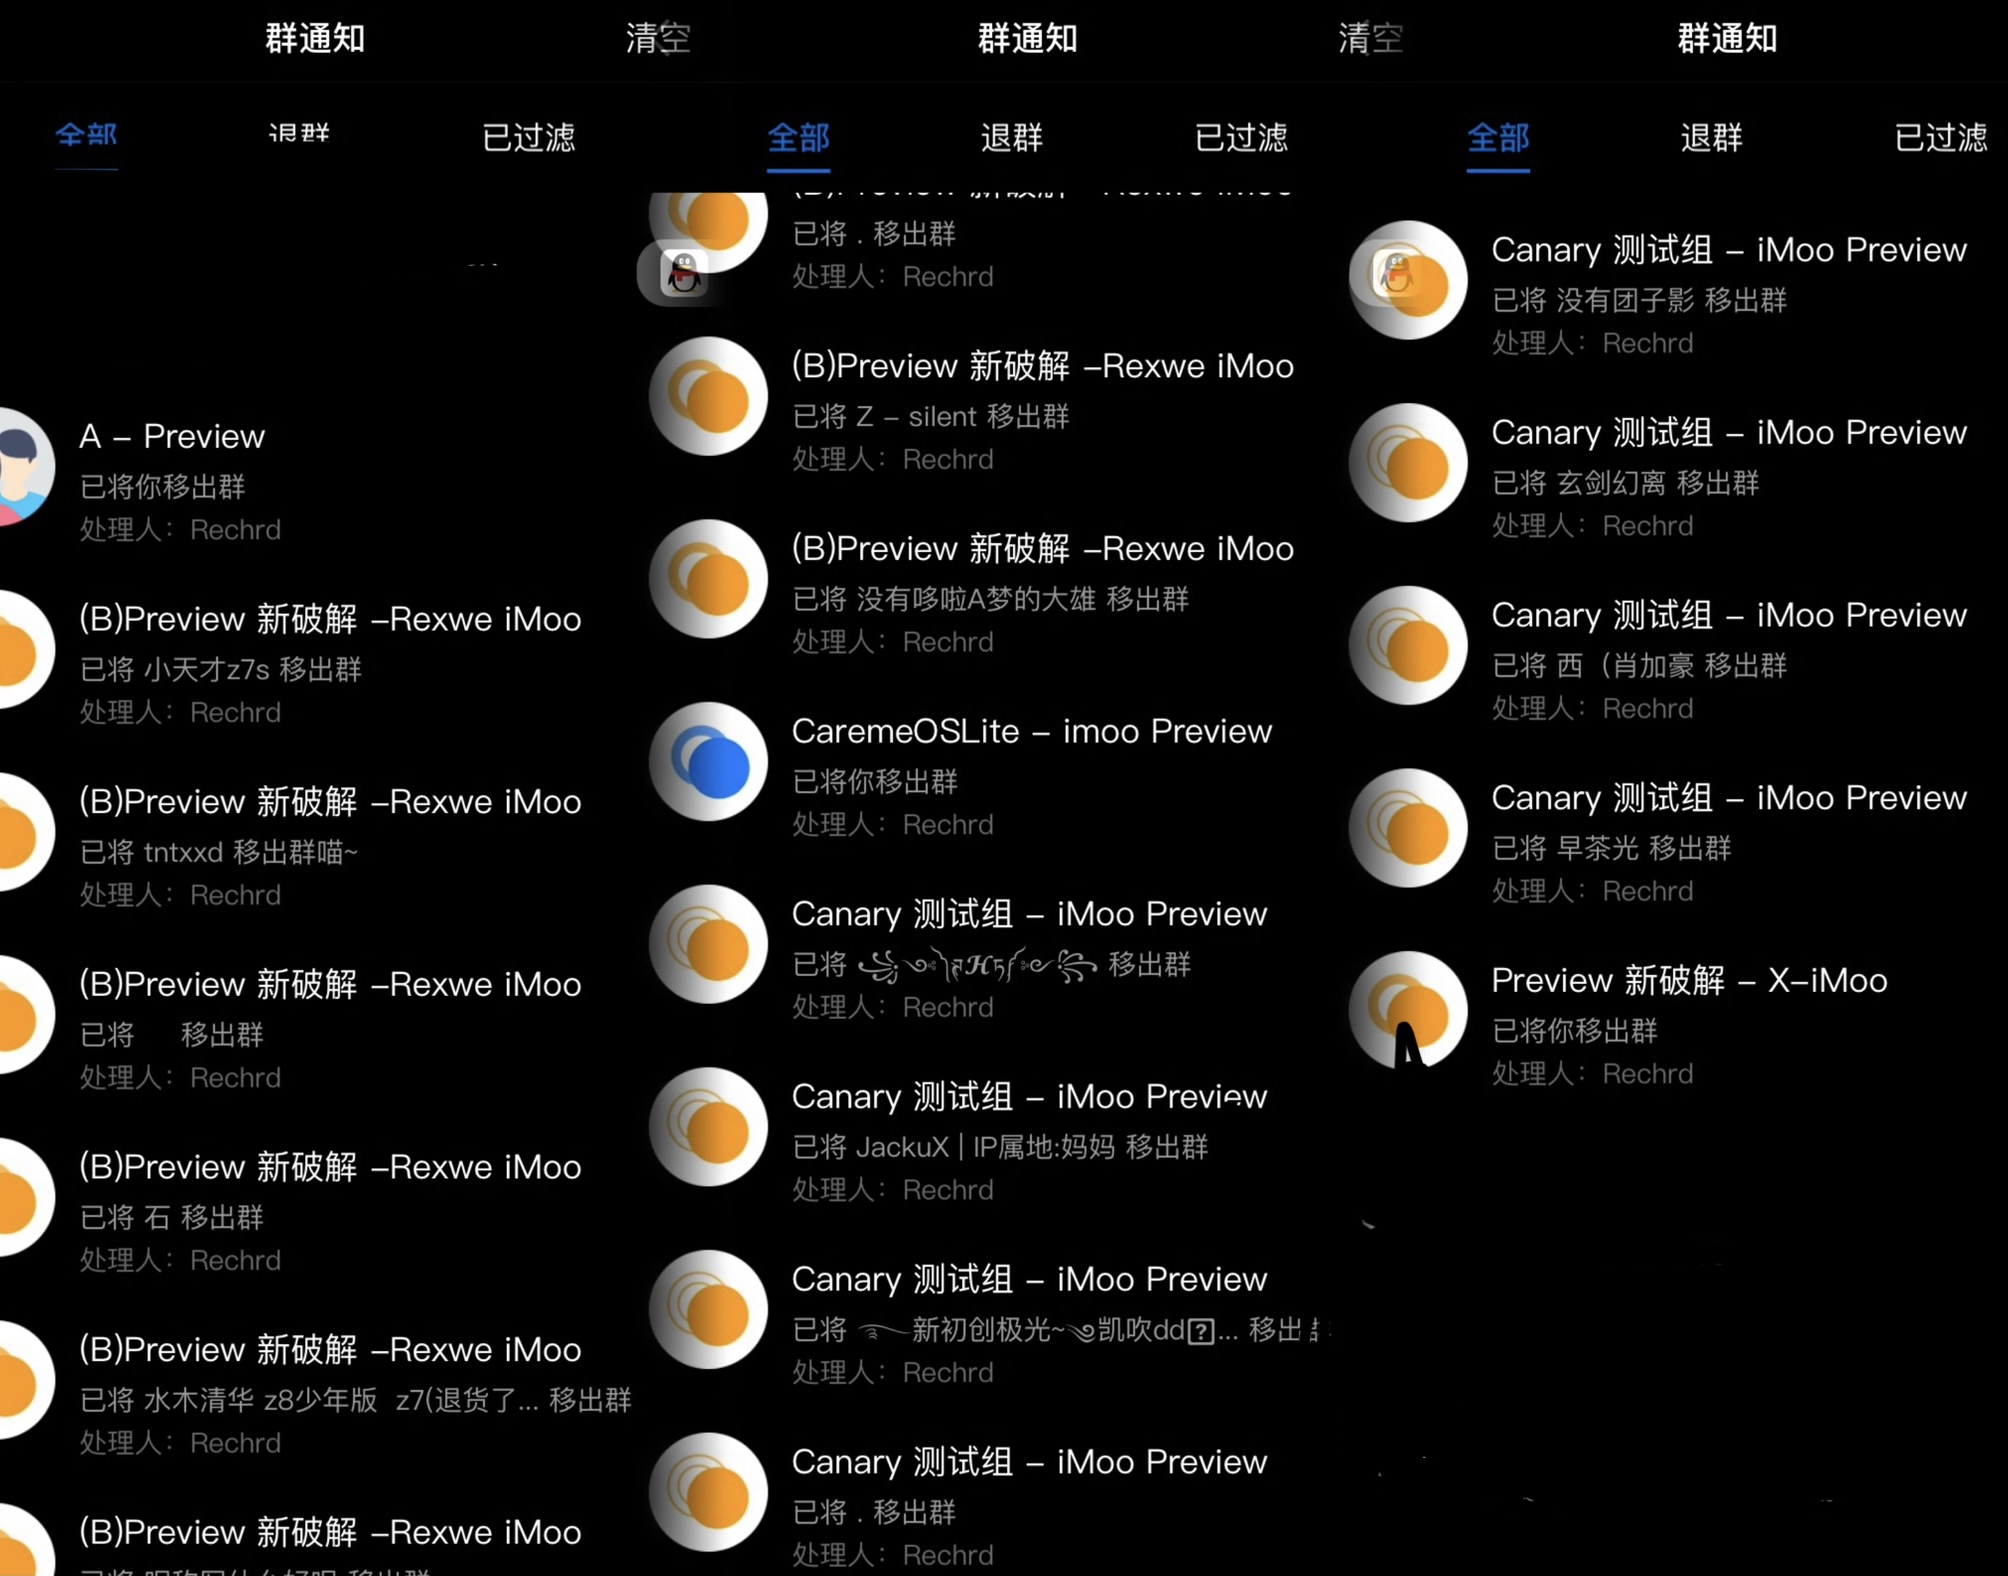 群通知
清空
全部
退群
已过滤
A – Preview
已将你移出群
处理人：Rechrd
(B)Preview 新破解 –Rexwe iMoo
已将 小天才z7s 移出群
处理人：Rechrd
(B)Preview 新破解 –Rexwe iMoo
已将 tntxxd 移出群喵~
处理人：Rechrd
(B)Preview 新破解 –Rexwe iMoo
已将 移出群
处理人：Rechrd
(B)Preview 新破解 –Rexwe iMoo
已将 石 移出群
处理人：Rechrd
(B)Preview 新破解 –Rexwe iMoo
已将 水木清华 z8少年版 z7(退货了... 移出群
处理人：Rechrd
(B)Preview 新破解 –Rexwe iMoo
群通知
清空
全部
退群
已过滤
(B)Preview 新破解 –Rexwe iMoo
已将 . 移出群
处理人：Rechrd
(B)Preview 新破解 –Rexwe iMoo
已将 Z – silent 移出群
处理人：Rechrd
(B)Preview 新破解 –Rexwe iMoo
已将 没有哆啦A梦的大雄 移出群
处理人：Rechrd
CaremeOSLite – imoo Preview
已将你移出群
处理人：Rechrd
Canary 测试组 – iMoo Preview
已将 ℋ 移出群
处理人：Rechrd
Canary 测试组 – iMoo Preview
已将 JackuX | IP属地:妈妈 移出群
处理人：Rechrd
Canary 测试组 – iMoo Preview
已将 新初创极光~༄凯吹dd... 移出群
处理人：Rechrd
Canary 测试组 – iMoo Preview
已将 . 移出群
处理人：Rechrd
群通知
全部
退群
已过滤
Canary 测试组 – iMoo Preview
已将 没有团子影 移出群
处理人：Rechrd
Canary 测试组 – iMoo Preview
已将 玄剑幻离 移出群
处理人：Rechrd
Canary 测试组 – iMoo Preview
已将 西（肖加豪 移出群
处理人：Rechrd
Canary 测试组 – iMoo Preview
已将 早茶光 移出群
处理人：Rechrd
Preview 新破解 – X–iMoo
已将你移出群
处理人：Rechrd